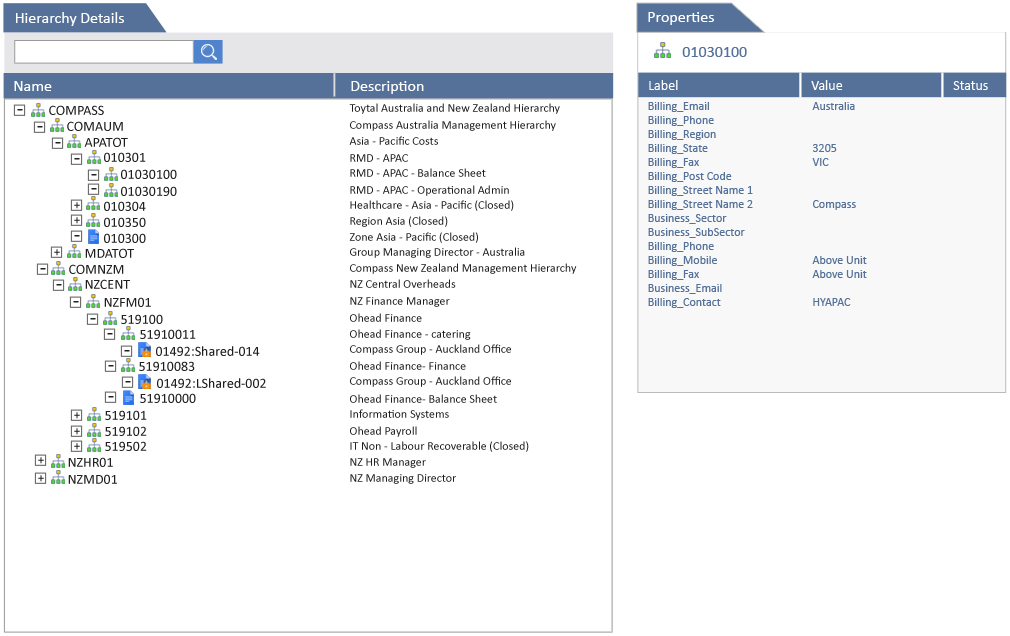 Hierarchy Details
Name Description
COMPASS Toytal Australia and New Zealand Hierarchy
COMAUM Compass Australia Management Hierarchy
APATOT Asia - Pacific Costs
010301 RMD - APAC
01030100 RMD - APAC - Balance Sheet
01030190 RMD - APAC - Operational Admin
010304 Healthcare - Asia - Pacific (Closed)
010350 Region Asia (Closed)
010300 Zone Asia - Pacific (Closed)
MDATOT Group Managing Director - Australia
COMNZM Compass New Zealand Management Hierarchy
NZCENT NZ Central Overheads
NZFM01 NZ Finance Manager
519100 Ohead Finance
51910011 Ohead Finance - catering
01492:Shared-014 Compass Group - Auckland Office
51910083 Ohead Finance- Finance
01492:LShared-002 Compass Group - Auckland Office
51910000 Ohead Finance- Balance Sheet
519101 Information Systems
519102 Ohead Payroll
519502 IT Non - Labour Recoverable (Closed)
NZHR01 NZ HR Manager
NZMD01 NZ Managing Director
Properties
01030100
Label Value Status
Billing_Email Australia
Billing_Phone
Billing_Region
Billing_State 3205
Billing_Fax VIC
Billing_Post Code
Billing_Street Name 1
Billing_Street Name 2 Compass
Business_Sector
Business_SubSector
Billing_Phone
Billing_Mobile Above Unit
Billing_Fax Above Unit
Business_Email
Billing_Contact HYAPAC